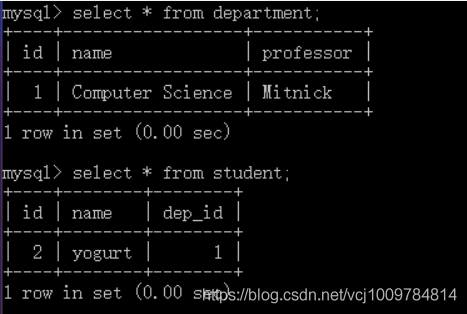 mysql> select * from department;
+----+------------------+-----------+
| id | name             | professor |
+----+------------------+-----------+
|  1 | Computer Science | Mitnick   |
+----+------------------+-----------+
1 row in set (0.00 sec)
mysql> select * from student;
+----+--------+--------+
| id | name   | dep_id |
+----+--------+--------+
|  2 | yogurt |      1 |
+----+--------+--------+
1 row in set (0.00 sec)
https://blog.csdn.net/vcj1009784814